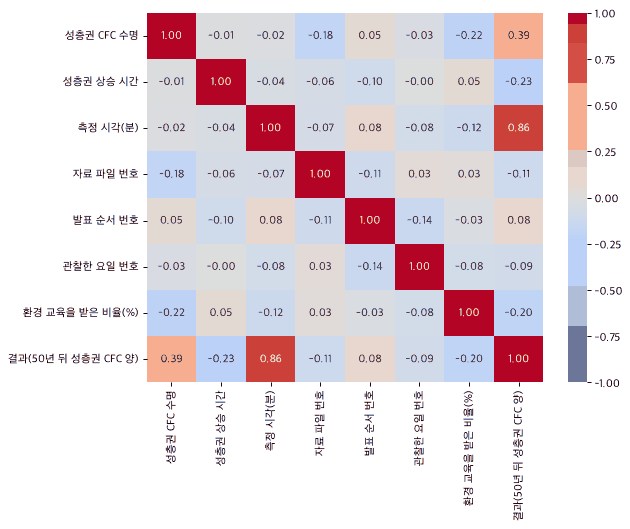 성층권 CFC 수명 1.00 -0.01 -0.02 -0.18 0.05 -0.03 -0.22 0.39
성층권 상승 시간 -0.01 1.00 -0.04 -0.06 -0.10 -0.00 0.05 -0.23
측정 시각(분) -0.02 -0.04 1.00 -0.07 0.08 -0.08 -0.12 0.86
자료 파일 번호 -0.18 -0.06 -0.07 1.00 -0.11 0.03 0.03 -0.11
발표 순서 번호 0.05 -0.10 0.08 -0.11 1.00 -0.14 -0.03 0.08
관찰한 요일 번호 -0.03 -0.00 -0.08 0.03 -0.14 1.00 -0.08 -0.09
환경 교육을 받은 비율(%) -0.22 0.05 -0.12 0.03 -0.03 -0.08 1.00 -0.20
결과(50년 뒤 성층권 CFC 양) 0.39 -0.23 0.86 -0.11 0.08 -0.09 -0.20 1.00
성층권 CFC 수명
성층권 상승 시간
측정 시각(분)
자료 파일 번호
발표 순서 번호
관찰한 요일 번호
환경 교육을 받은 비율(%)
결과(50년 뒤 성층권 CFC 양)
1.00
0.75
0.50
0.25
0.00
-0.25
-0.50
-0.75
-1.00